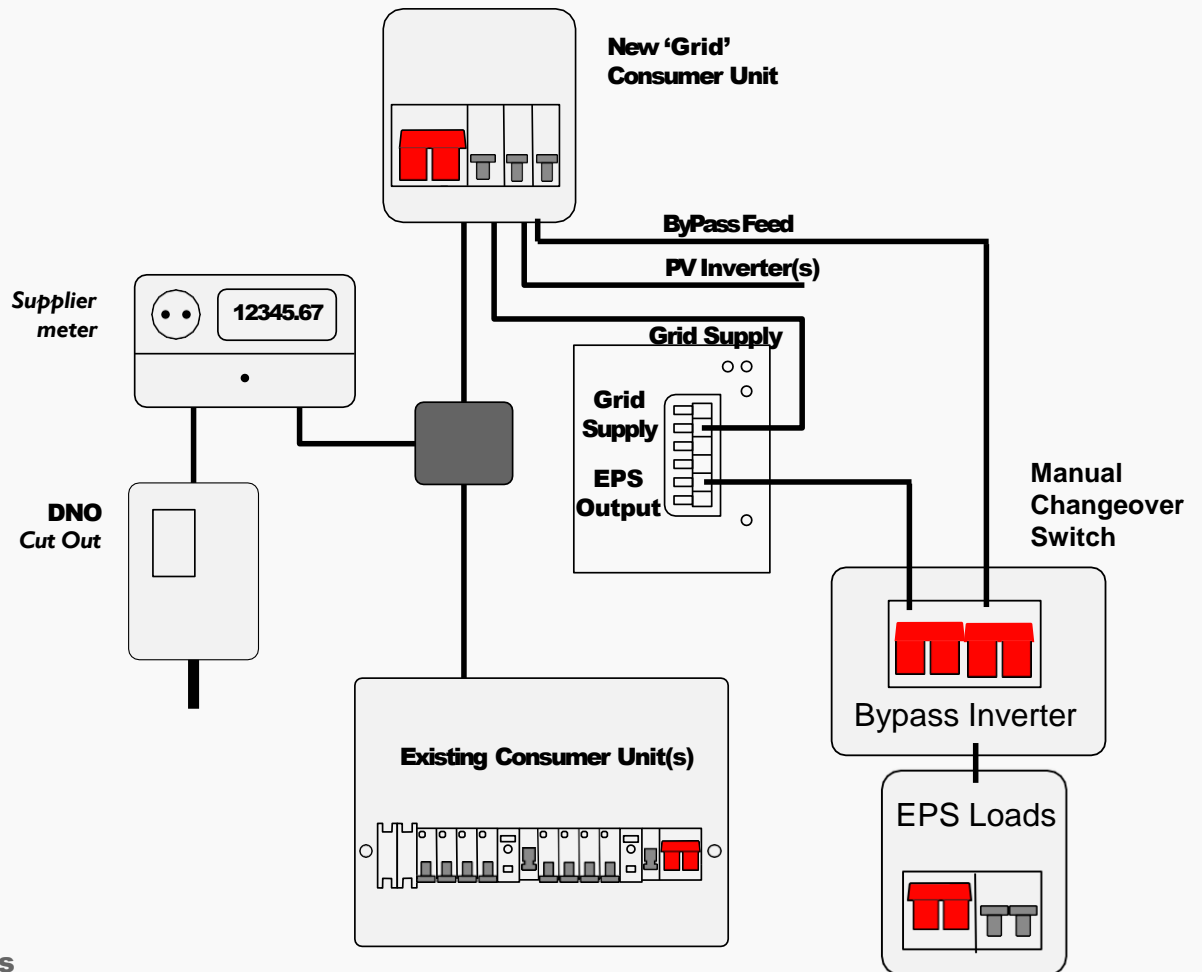 New ‘Grid’
Consumer Unit
ByPass Feed
PV Inverter(s)
Supplier
meter
12345.67
Grid Supply
Grid
Supply
EPS
Output
DNO
Cut Out
Manual
Changeover
Switch
Bypass Inverter
Existing Consumer Unit(s)
EPS Loads
s